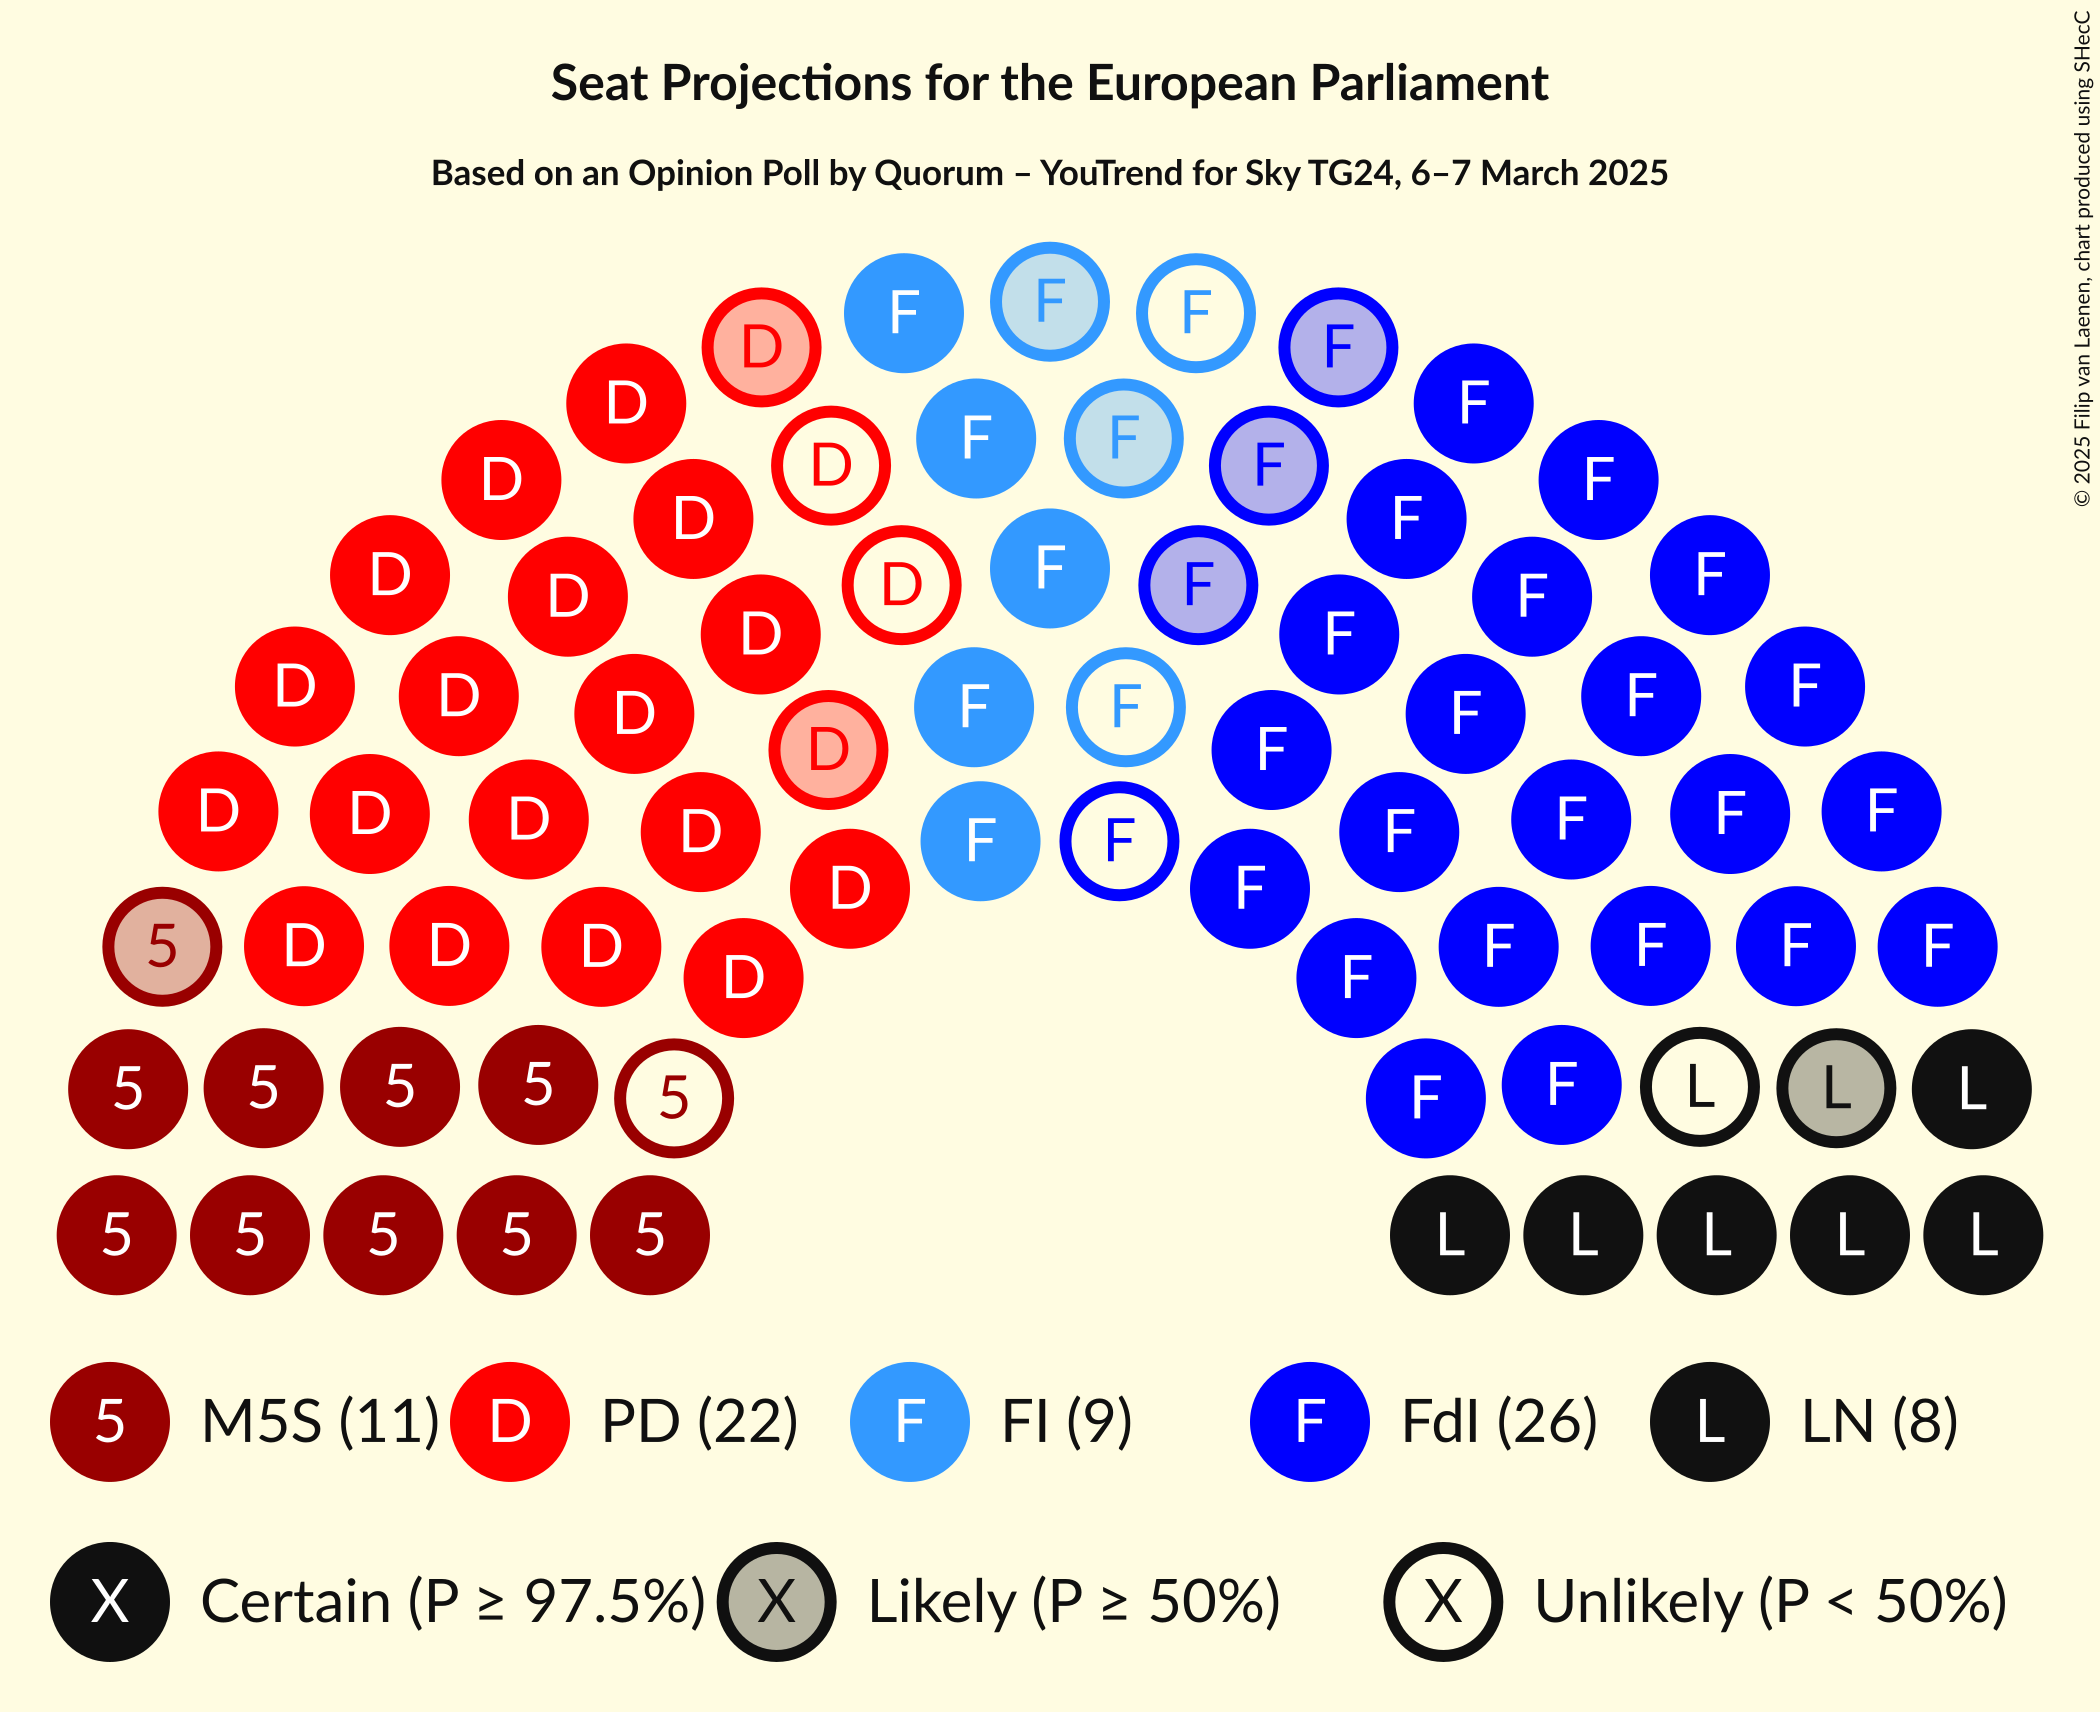 Seat Projections for the European Parliament
Based on an Opinion Poll by Quorum – YouTrend for Sky TG24, 6–7 March 2025
© 2025 Filip van Laenen, chart produced using SHecC
F
F F
D F
D F
F F
D F
D F
D F
D F
D F
D F
F
D F
D F
D F
D F
D F
D F
F F
D F
D D D D F F F F
F F
D F
5 D D D F F F F
D F
5 5 5 5 5 F F L L L
5 5 5 5 5 L L L L L
5 M5S (11) D PD (22) F FI (9) F FdI (26) L LN (8)
X Certain (P ≥ 97.5%) X Likely (P ≥ 50%) X Unlikely (P < 50%)